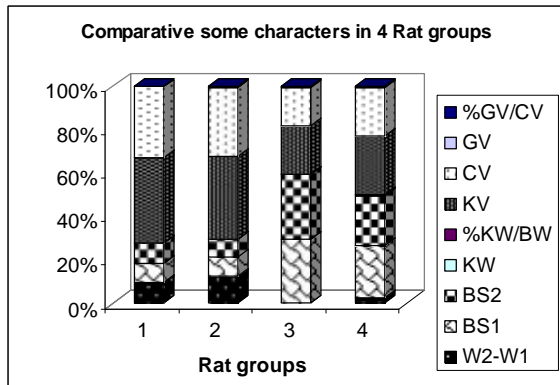 Comparative some characters in 4 Rat groups
100%
80%
60%
40%
20%
0%
1 2 3 4
Rat groups
%GV/CV
GV
CV
KV
%KW/BW
KW
BS2
BS1
W2-W1